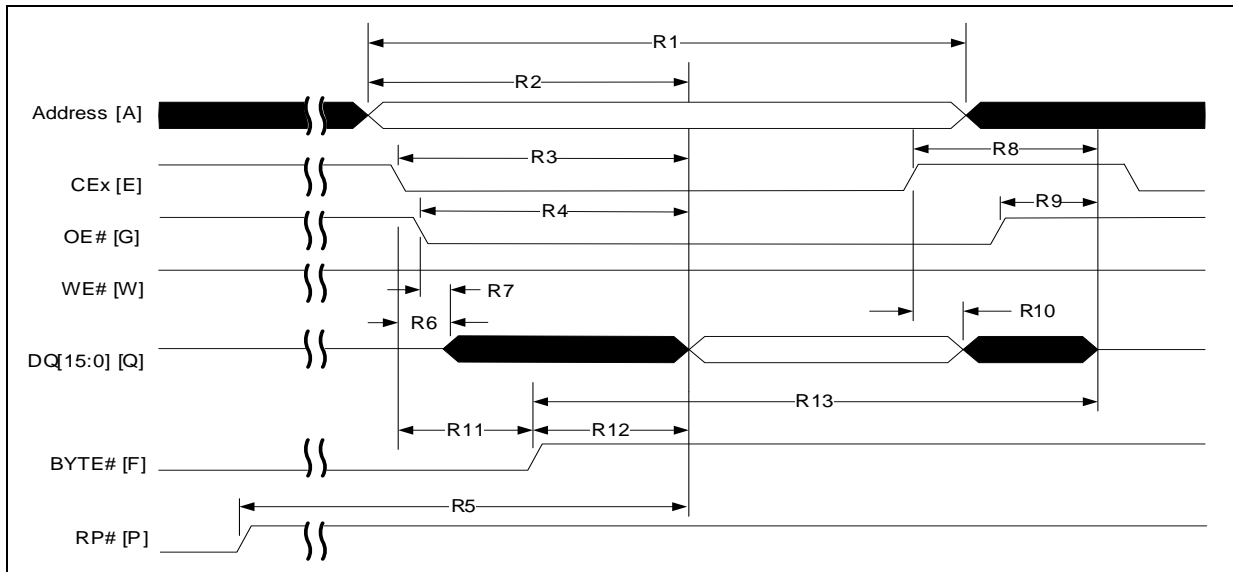 R1
R2
Address [A]
R3
R8
CEx [E]
R4
R9
OE# [G]
WE# [W]
R7
R6
R10
DQ[15:0] [Q]
R13
R11
R12
BYTE# [F]
R5
RP# [P]